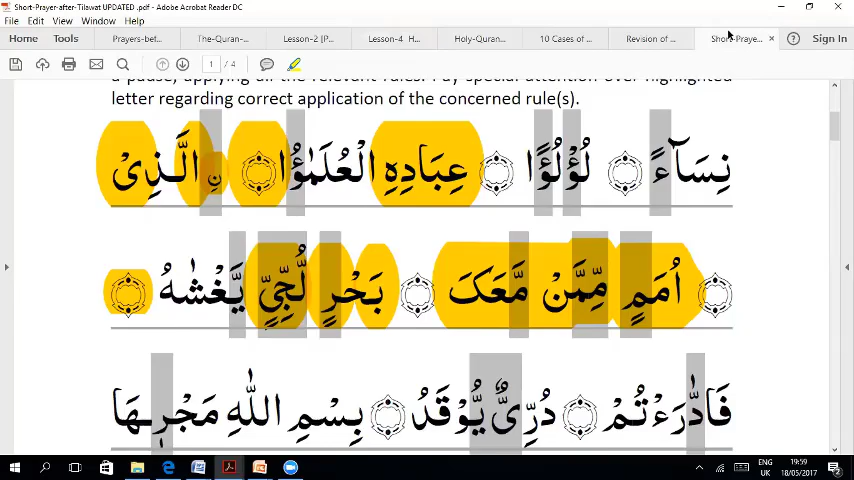 Short-Prayer-after-Tilawat UPDATED .pdf - Adobe Acrobat Reader DC
File Edit View Window Help
Home Tools Prayers-bef... The-Quran-... Lesson-2 [P... Lesson-4 H... Holy-Quran... 10 Cases of ... Revision of ... Short-Praye... Sign In
1 / 4
letter regarding correct application of the concerned rule(s).
نِسَآءً ۞ لُؤْلُؤًا ۞ عِبَادِهِ الْعُلَمٰٓؤُا ۞ نِ الَّذِیْ
۞ اُمَمٍ مِّمَّنْ مَّعَکَ ۞ بَحْرٍ لُّجِّیٍّ یَّغْشٰىهُ ۞
فَادّٰرَءْتُمْ ۞ دُرِّیٌّ یُّوْقَدُ ۞ بِسْمِ اللّٰهِ مَجْرٖىهَا
ENG 19:59
UK 18/05/2017